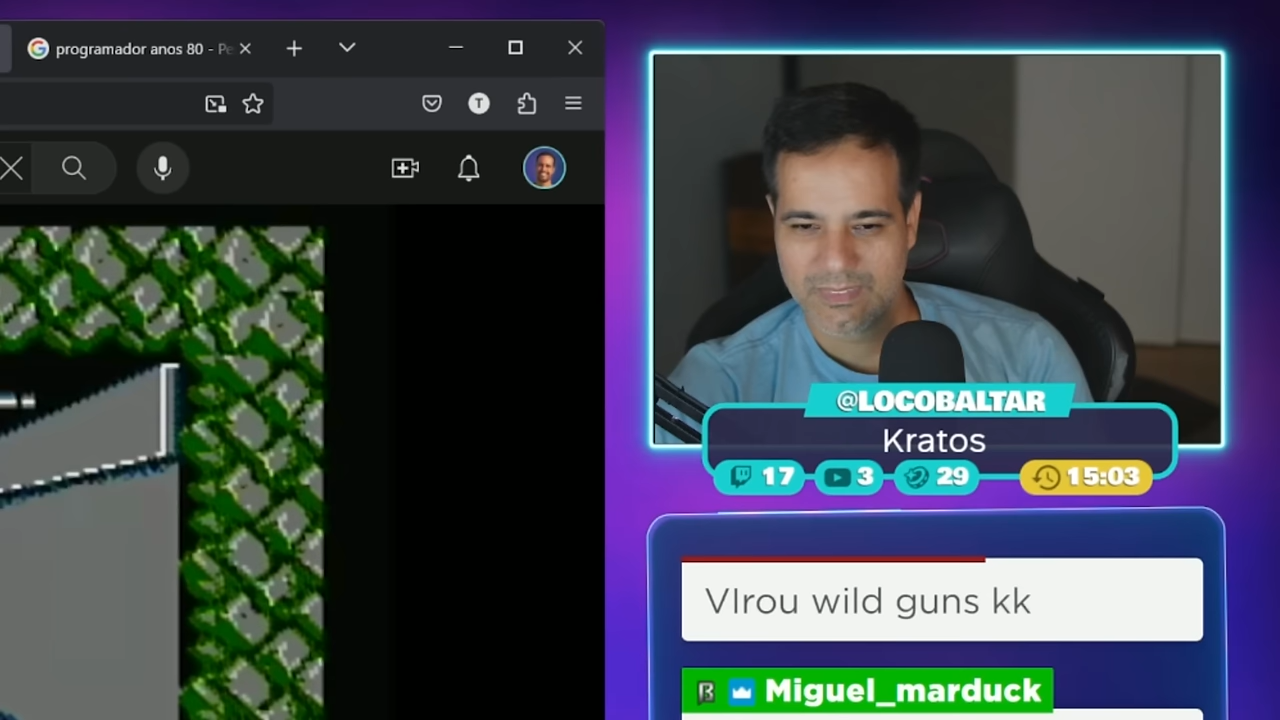 programador anos 80 - Pe
T
@LOCOBALTAR
Kratos
17
3
29
15:03
VIrou wild guns kk
Miguel_marduck